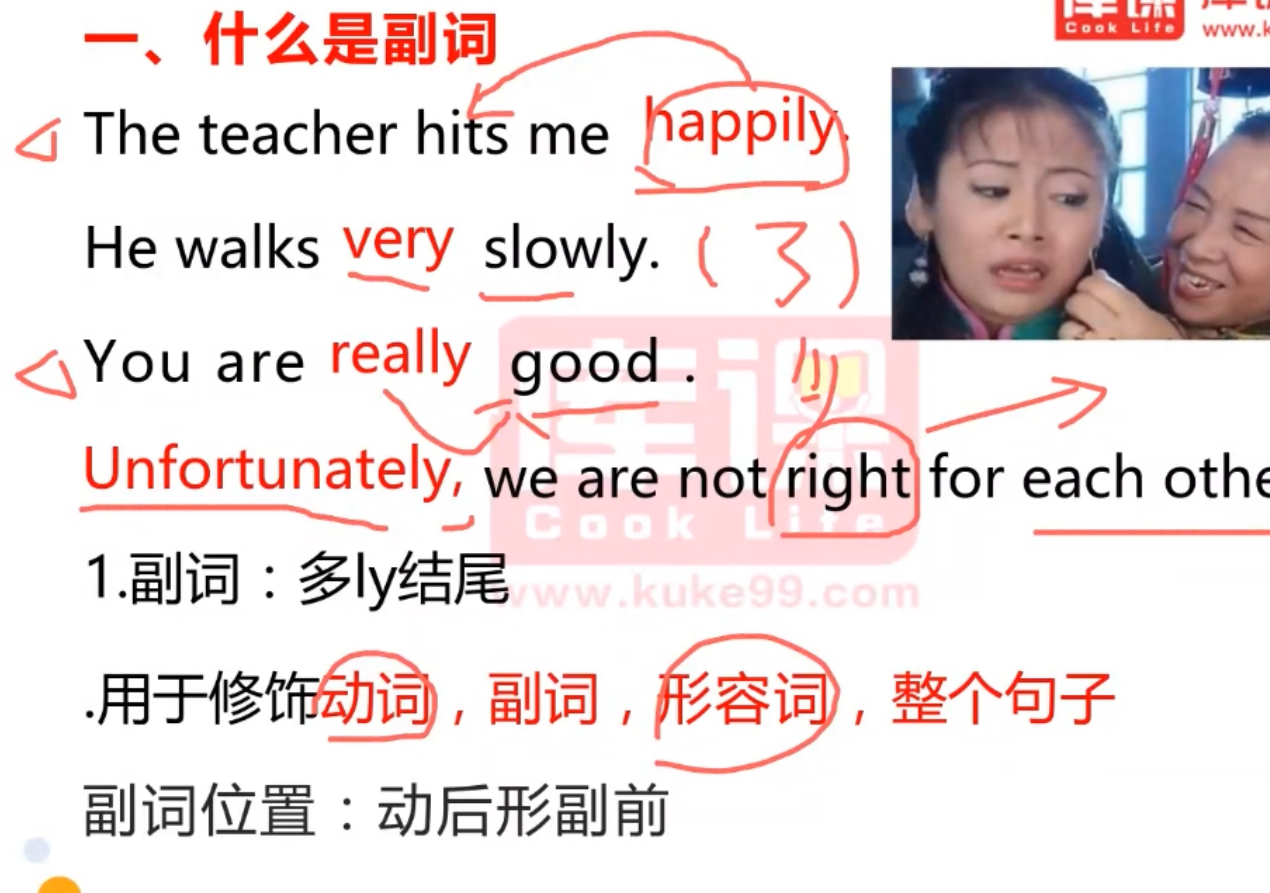 一、什么是副词
库课
Cook Life
www.k
The teacher hits me happily.
He walks very slowly. (了)
You are really good .
Unfortunately, we are not right for each othe
库课
Cook Life
www.kuke99.com
1.副词：多ly结尾
.用于修饰动词，副词，形容词，整个句子
副词位置：动后形副前